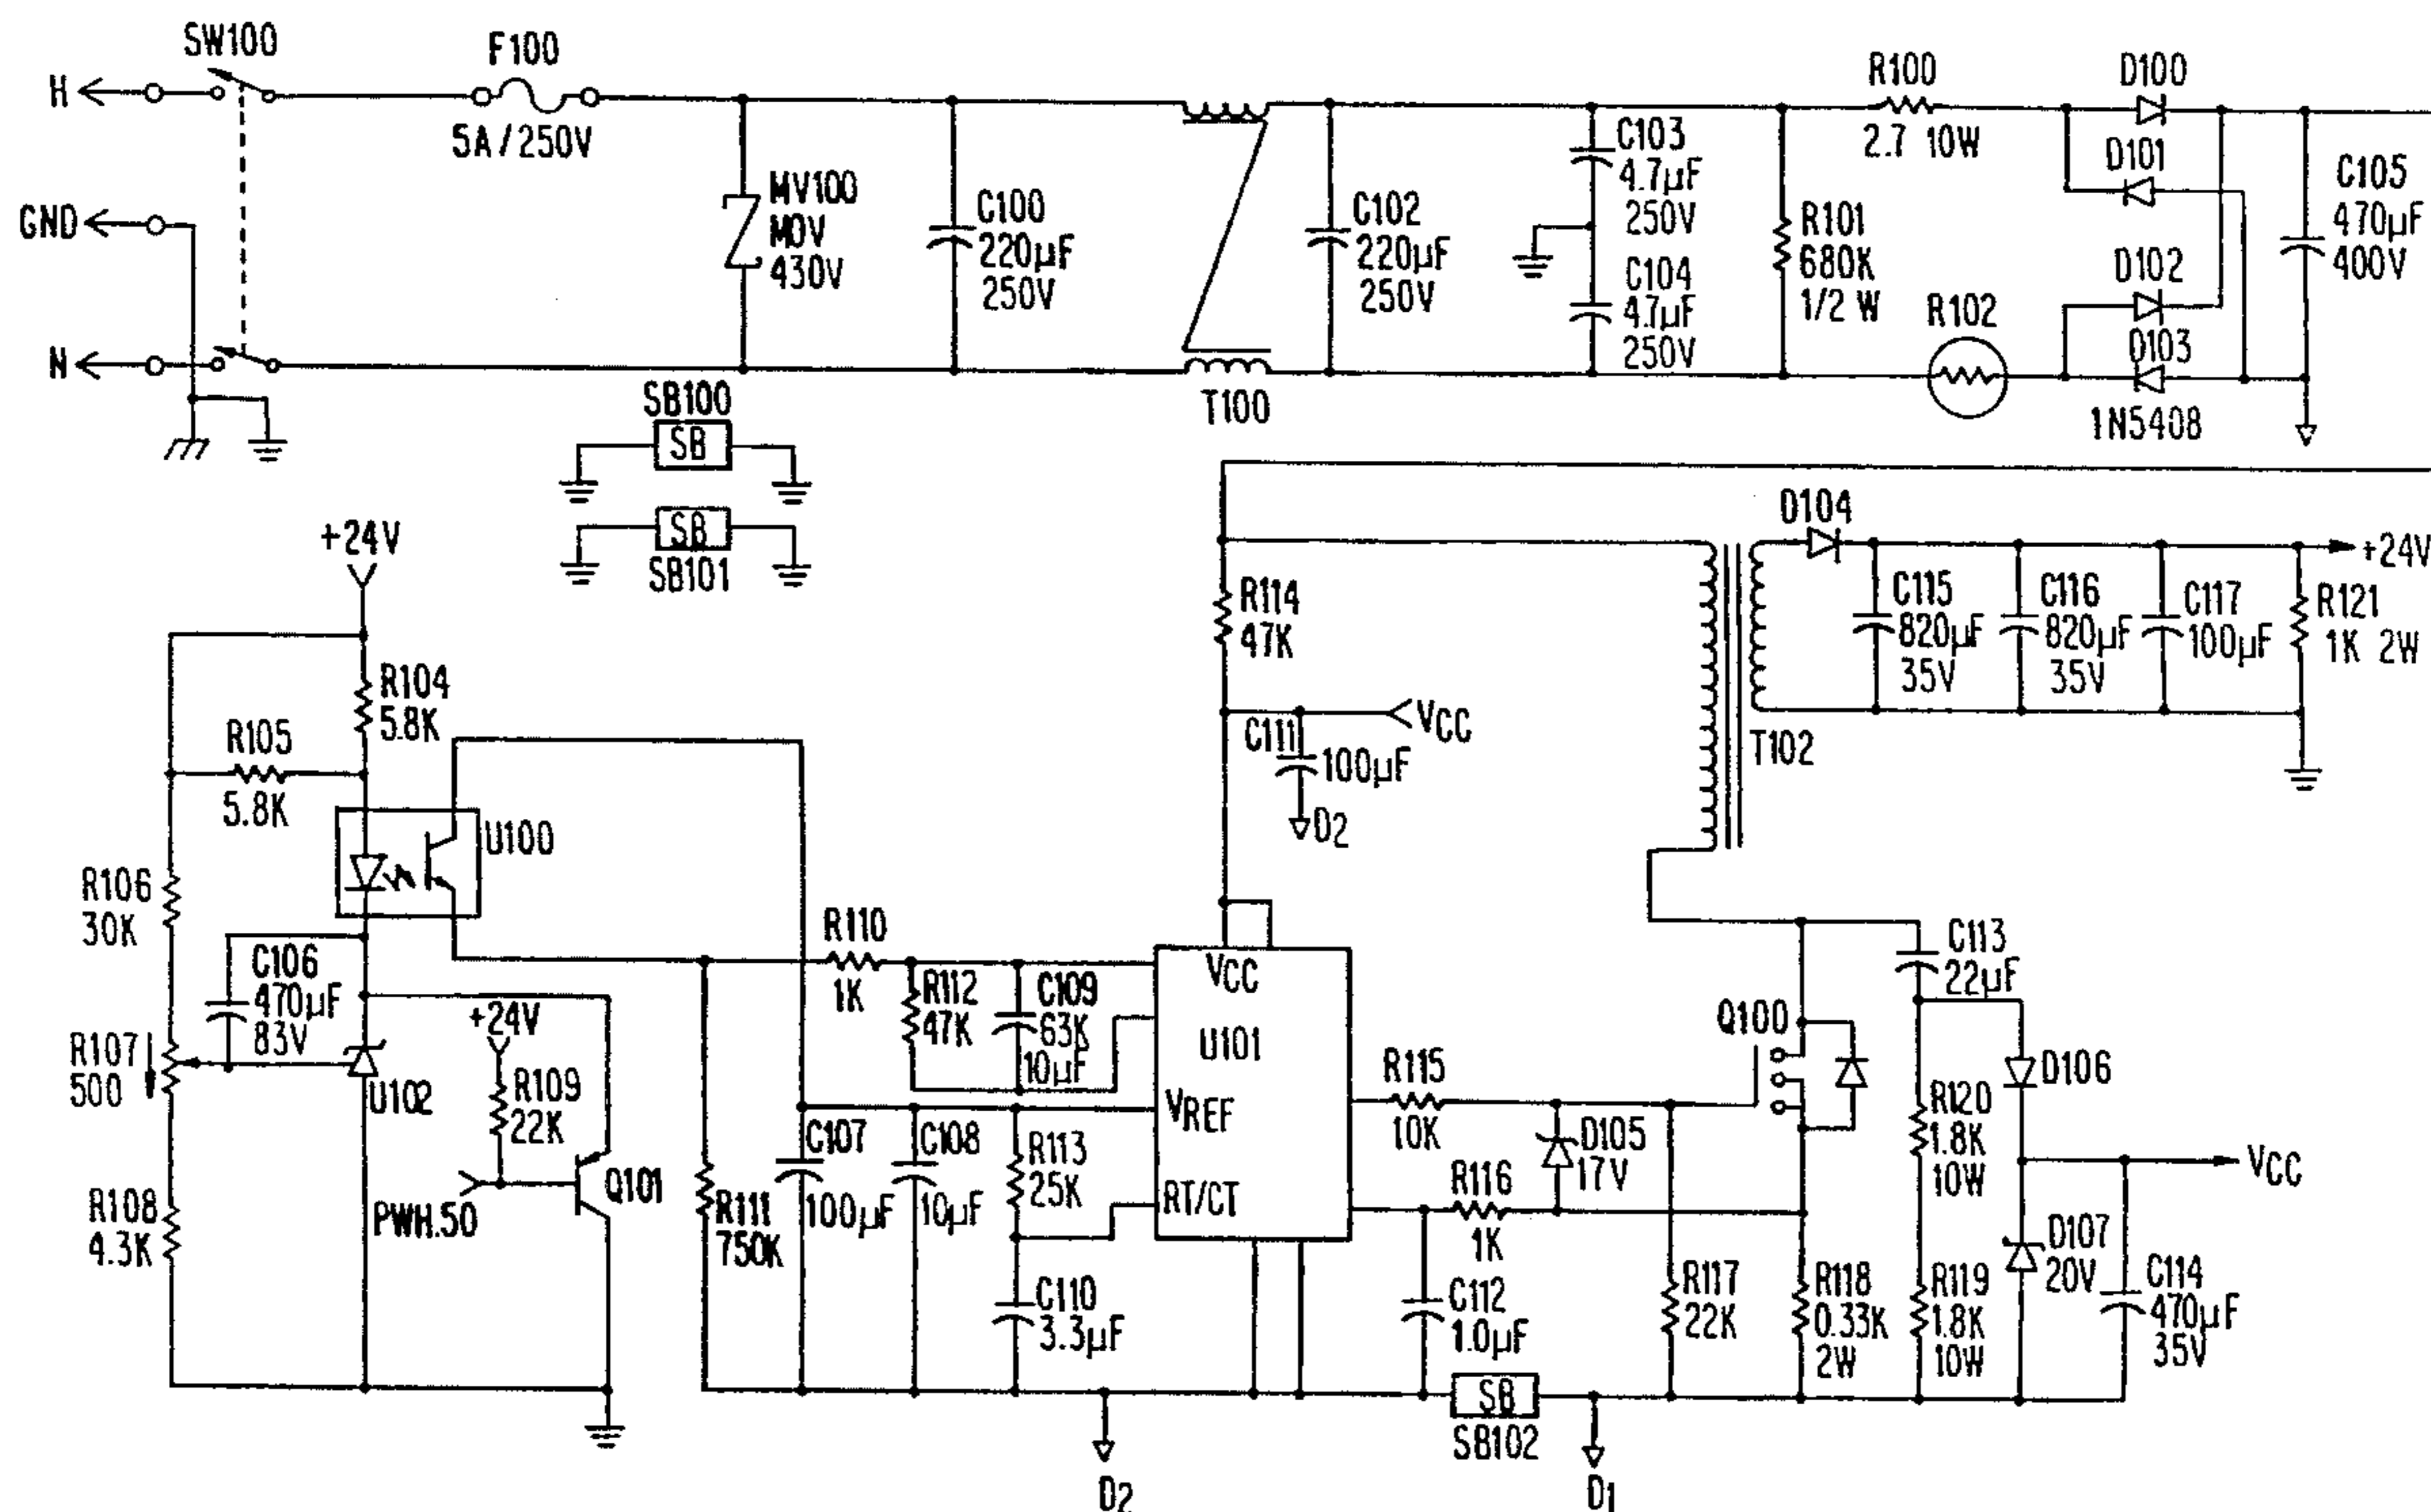 SW100
H
F100
5A/250V
GND
N
MV100
MOV
430V
C100
220µF
250V
T100
C102
220µF
250V
C103
4.7µF
250V
C104
4.7µF
250V
R101
680K
1/2 W
R100
2.7 10W
R102
D100
D101
D102
D103
1N5408
C105
470µF
400V
SB100
SB
SB
SB101
+24V
R104
5.8K
R105
5.8K
U100
R106
30K
C106
470µF
83V
R107
500
U102
+24V
R109
22K
PWH.50
Q101
R108
4.3K
R110
1K
R112
47K
C109
63K
10µF
R111
750K
C107
100µF
C108
10µF
R113
25K
C110
3.3µF
R114
47K
C111
100µF
VCC
D2
VCC
U101
VREF
RT/CT
R115
10K
D105
17V
R116
1K
C112
1.0µF
SB
SB102
D2
D1
R117
22K
R118
0.33K
2W
Q100
T102
D104
C115
820µF
35V
C116
820µF
35V
C117
100µF
R121
1K 2W
+24V
C113
22µF
D106
R120
1.8K
10W
R119
1.8K
10W
VCC
D107
20V
C114
470µF
35V